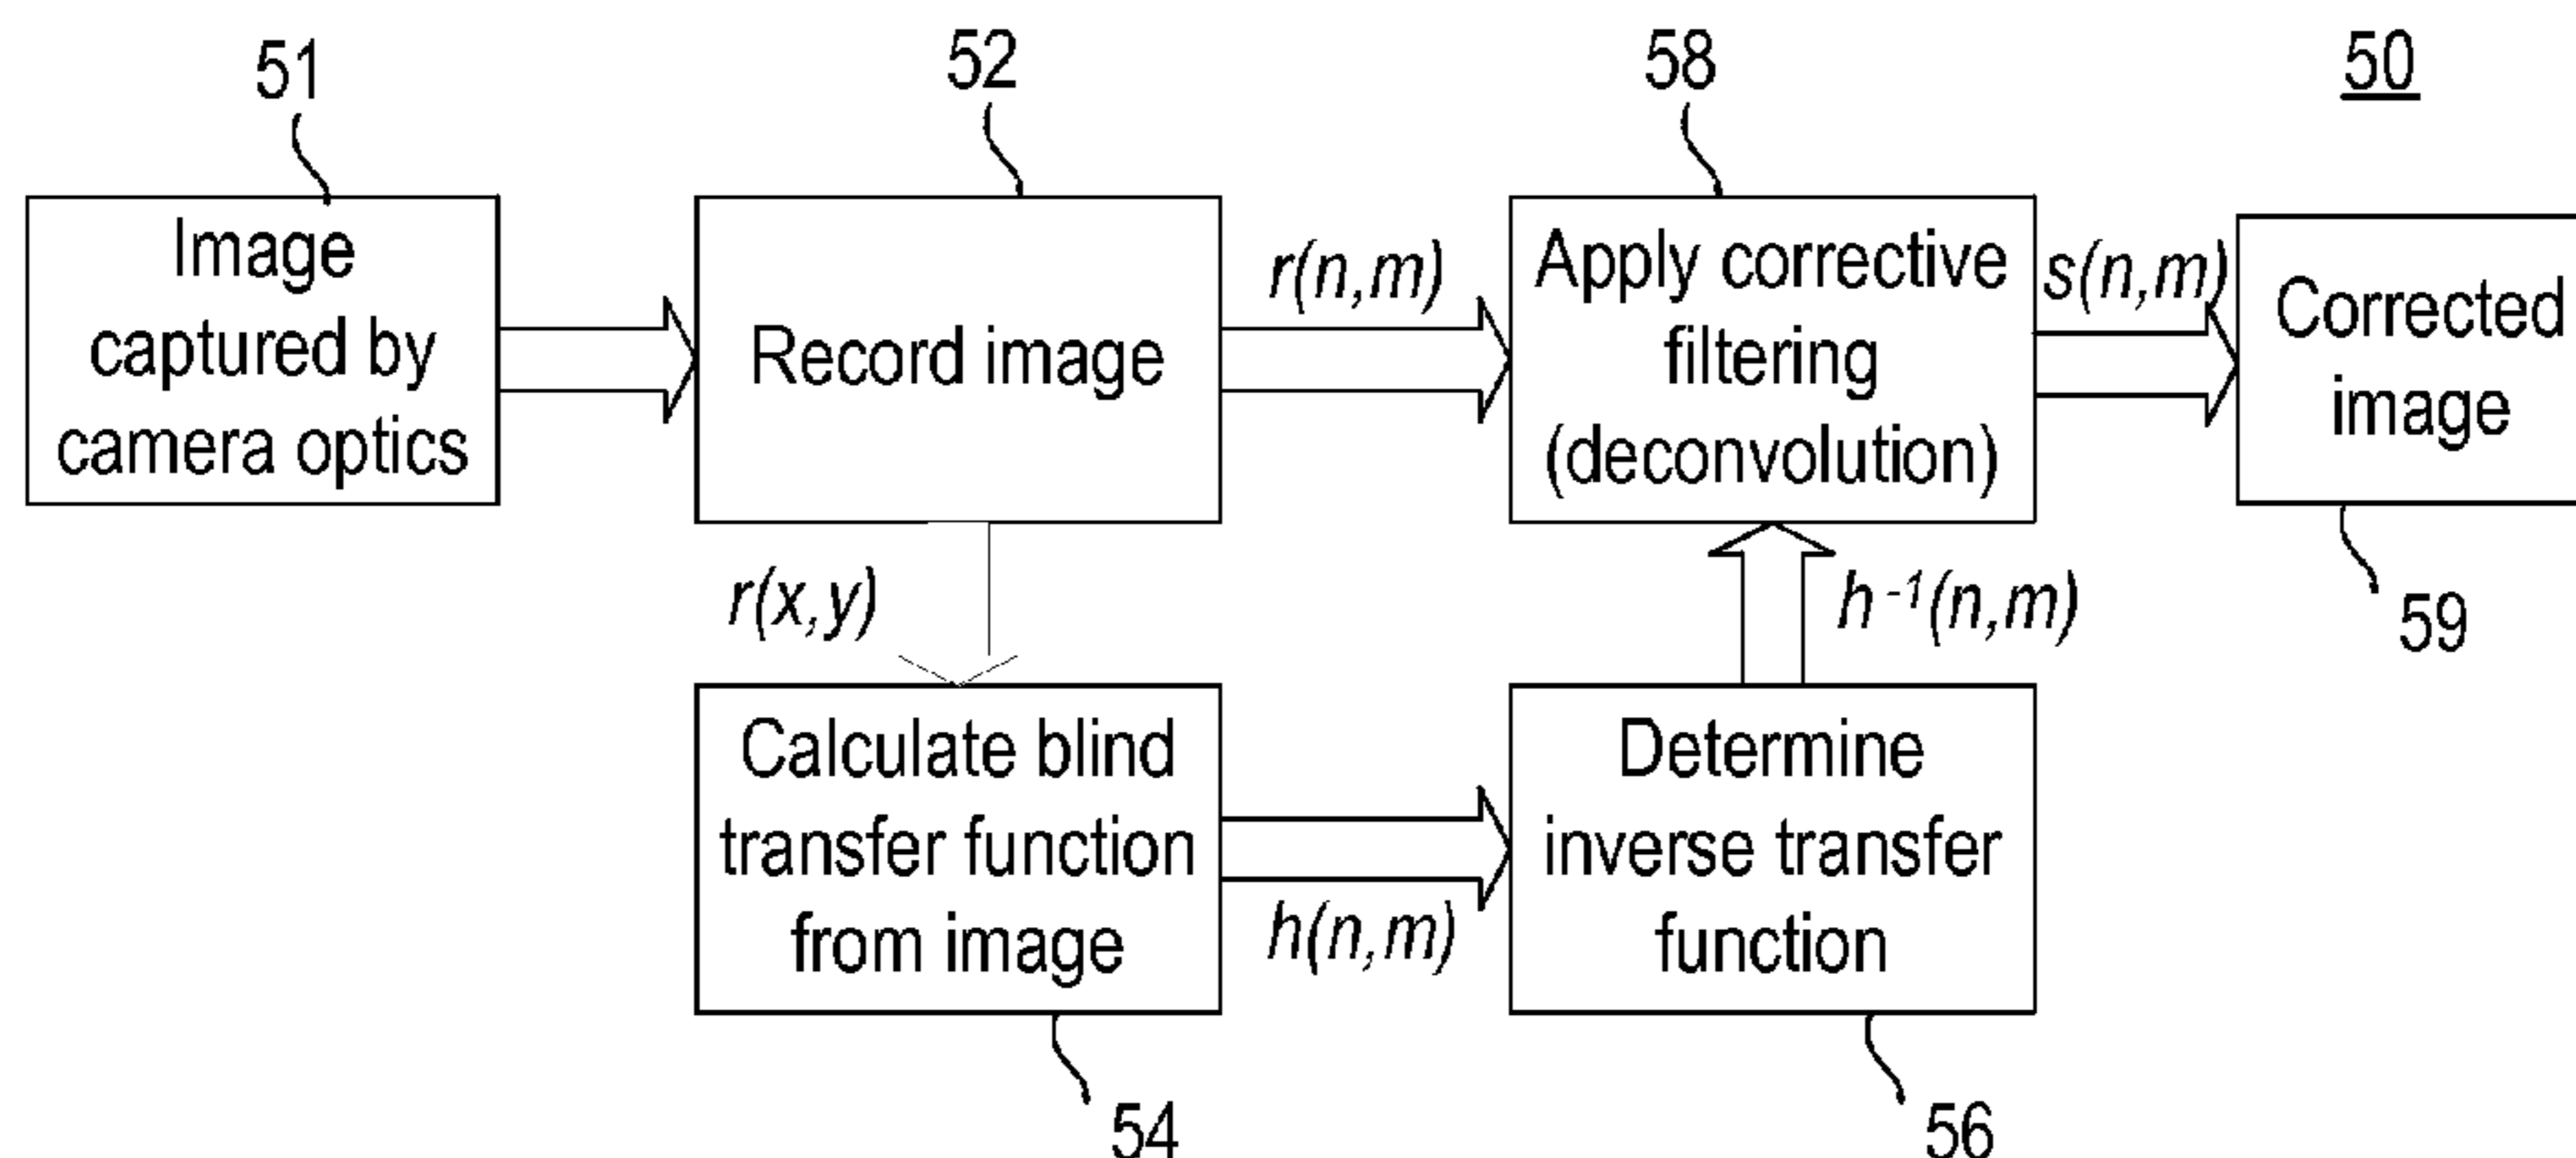 51
52
58
50
Image
captured by
camera optics
Record image
r(n,m)
Apply corrective
filtering
(deconvolution)
s(n,m)
Corrected
image
r(x,y)
h⁻¹(n,m)
59
Calculate blind
transfer function
from image
h(n,m)
Determine
inverse transfer
function
54
56